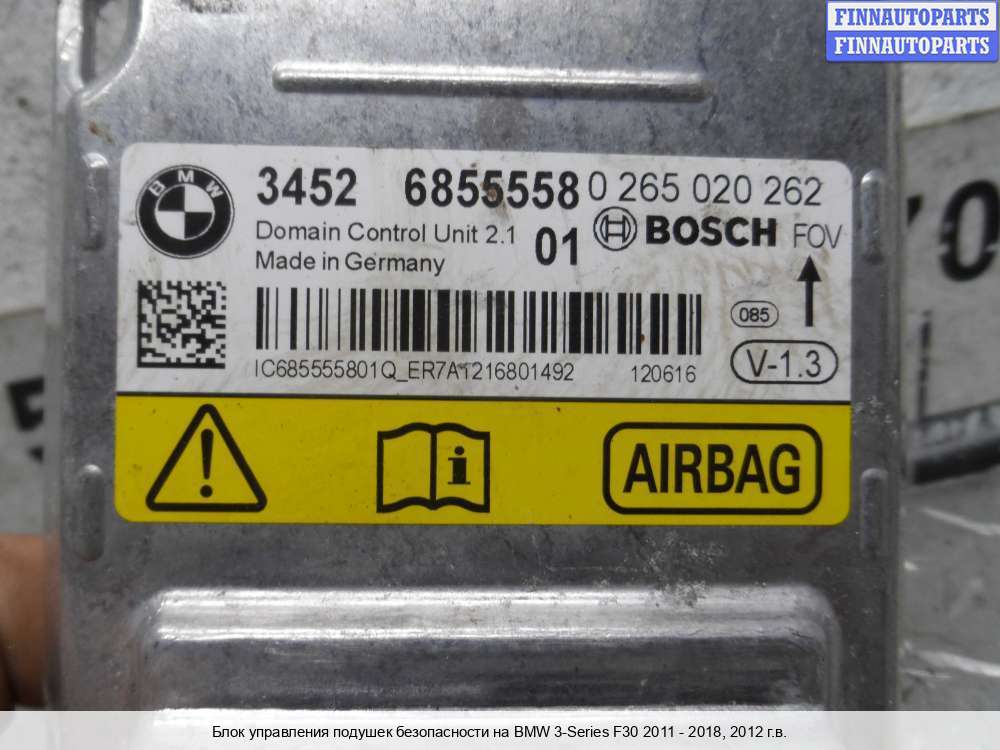 FINNAUTOPARTS
FINNAUTOPARTS
BMW
3452 6855558 0 265 020 262
Domain Control Unit 2.1 01 BOSCH FOV
Made in Germany
085
IC685555801Q_ER7A1216801492 120616 V-1.3
i AIRBAG
Блок управления подушек безопасности на BMW 3-Series F30 2011 - 2018, 2012 г.в.